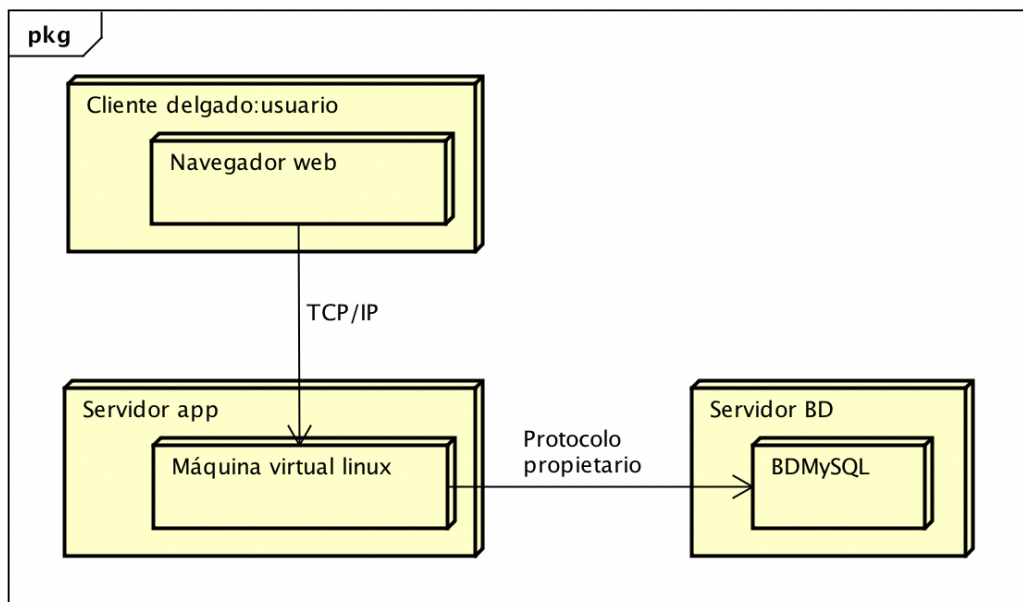 pkg
Cliente delgado:usuario
Navegador web
TCP/IP
Servidor app
Máquina virtual linux
Protocolo
propietario
Servidor BD
BDMySQL